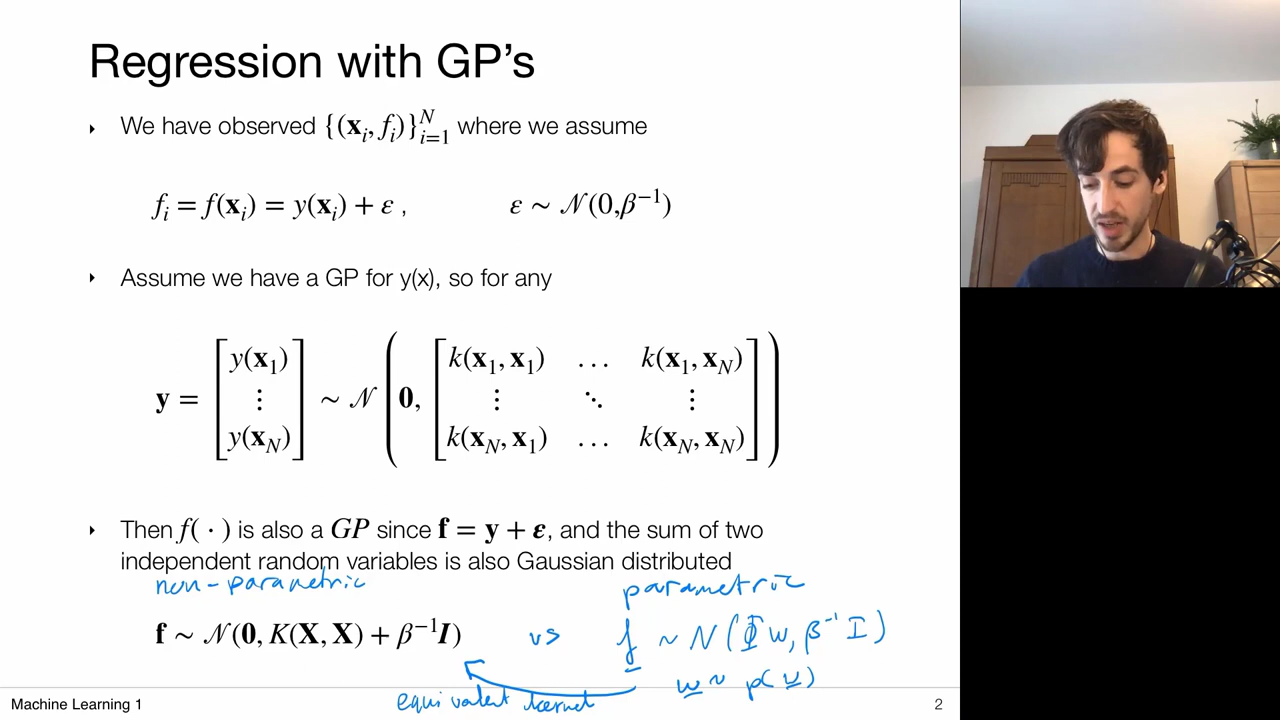 Regression with GP's
‣ We have observed {(𝐱ᵢ, fᵢ)}ᴺᵢ₌₁ where we assume
fᵢ = f(𝐱ᵢ) = y(𝐱ᵢ) + ε , ε ∼ 𝒩(0,β⁻¹)
‣ Assume we have a GP for y(x), so for any
𝐲 = [y(𝐱₁) ⋮ y(𝐱_N)] ∼ 𝒩 (𝟎, [k(𝐱₁, 𝐱₁) … k(𝐱₁, 𝐱_N) ⋮ ⋱ ⋮ k(𝐱_N, 𝐱₁) … k(𝐱_N, 𝐱_N)])
‣ Then f( · ) is also a GP since 𝐟 = 𝐲 + 𝜺, and the sum of two
independent random variables is also Gaussian distributed
non-parametric parametric
𝐟 ∼ 𝒩(𝟎, K(𝐗, 𝐗) + β⁻¹𝑰) vs f ~ N(Φw, β⁻¹ I)
w ~ p(w)
equivalent kernel
Machine Learning 1 2